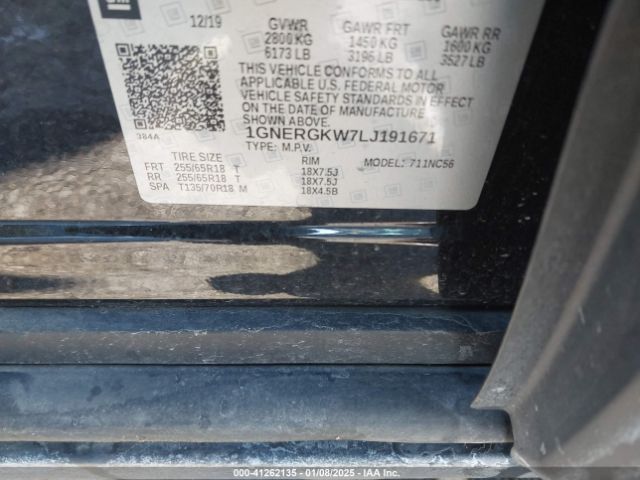 GM
12/19 GVWR GAWR FRT GAWR RR
2800 KG 1450 KG 1600 KG
6173 LB 3196 LB 3527 LB
THIS VEHICLE CONFORMS TO ALL
APPLICABLE U.S. FEDERAL MOTOR
VEHICLE SAFETY STANDARDS IN
EFFECT ON THE DATE OF
MANUFACTURE SHOWN ABOVE.
1GNERGKW7LJ191671
384A
TYPE: M.P.V. MODEL: 711NC56
TIRE SIZE RIM
FRT 255/65R18 T 18X7.5J
RR 255/65R18 T 18X7.5J
SPA T135/70R18 M 18X4.5B
000-41262135 - 01/08/2025 - IAA Inc.